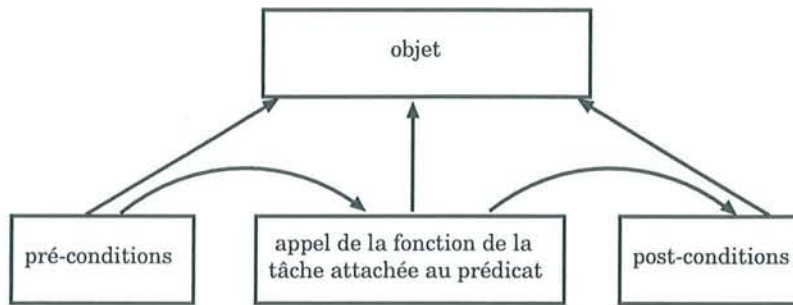 objet
pré-conditions
appel de la fonction de la
tâche attachée au prédicat
post-conditions